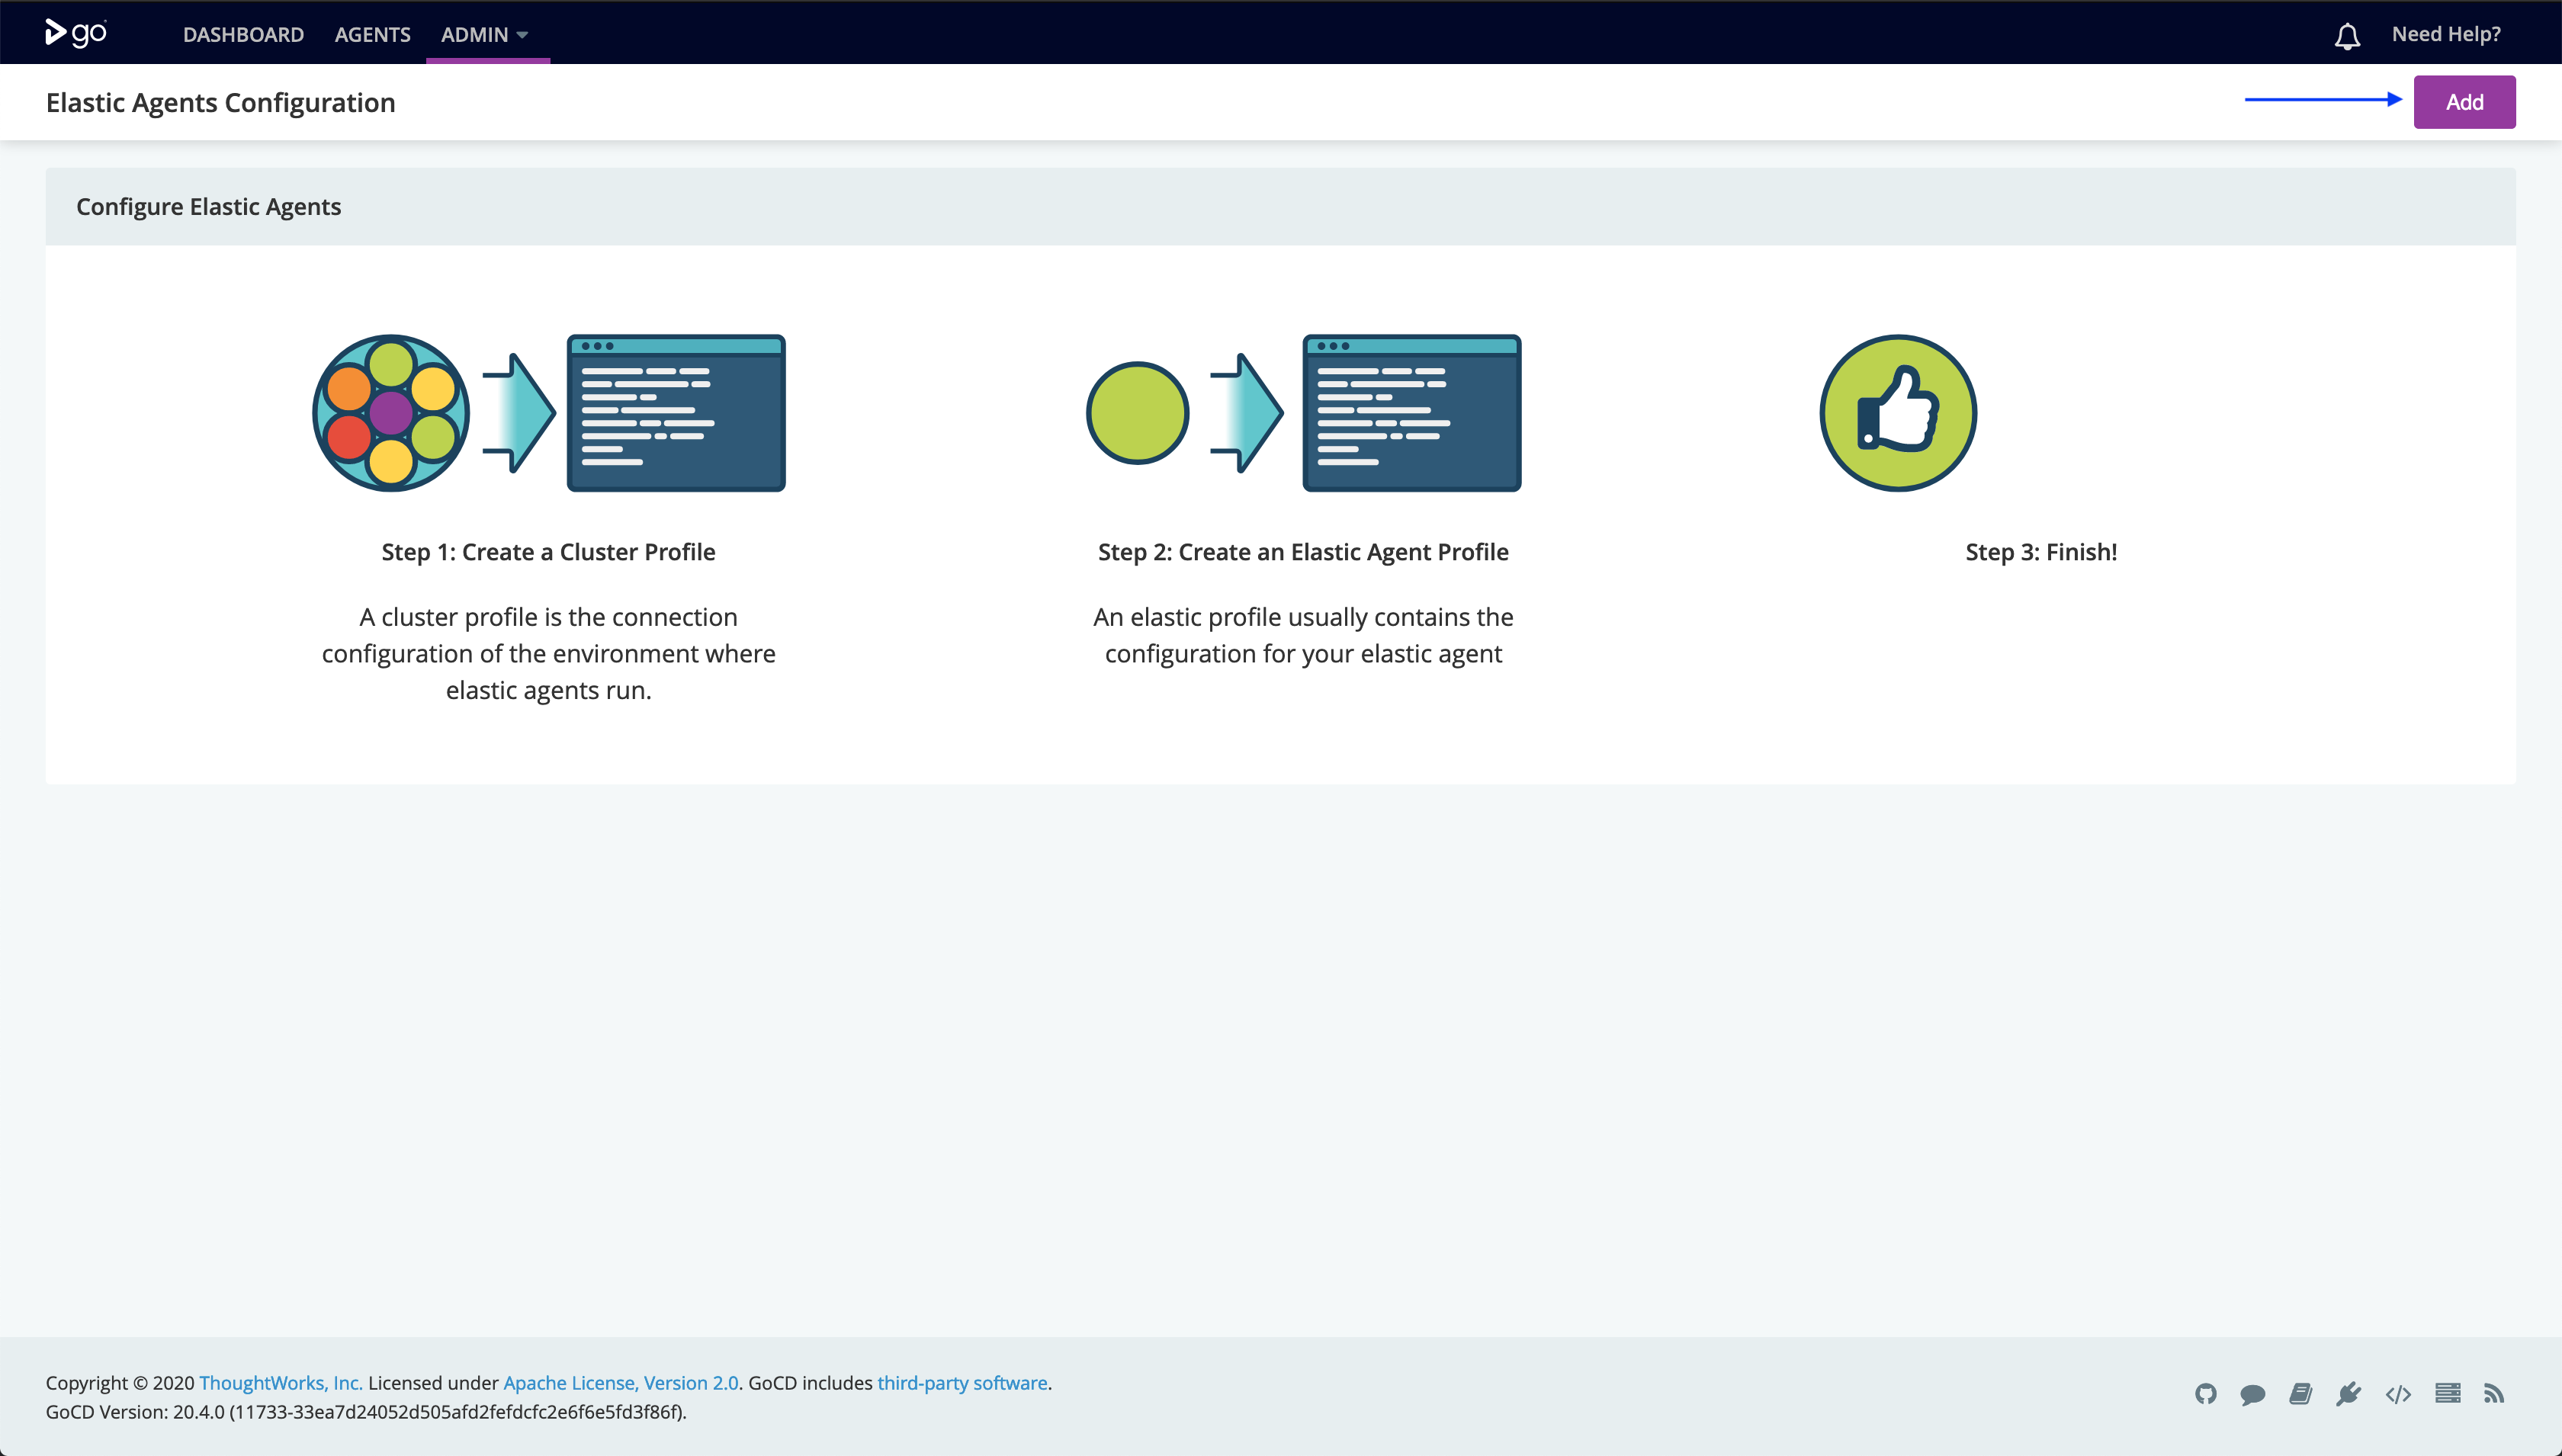 go
DASHBOARD
AGENTS
ADMIN
Need Help?
Elastic Agents Configuration
Add
Configure Elastic Agents
Step 1: Create a Cluster Profile
A cluster profile is the connection
configuration of the environment where
elastic agents run.
Step 2: Create an Elastic Agent Profile
An elastic profile usually contains the
configuration for your elastic agent
Step 3: Finish!
Copyright © 2020 ThoughtWorks, Inc. Licensed under Apache License, Version 2.0. GoCD includes third-party software.
GoCD Version: 20.4.0 (11733-33ea7d24052d505afd2fefdcfc2e6f6e5fd3f86f).